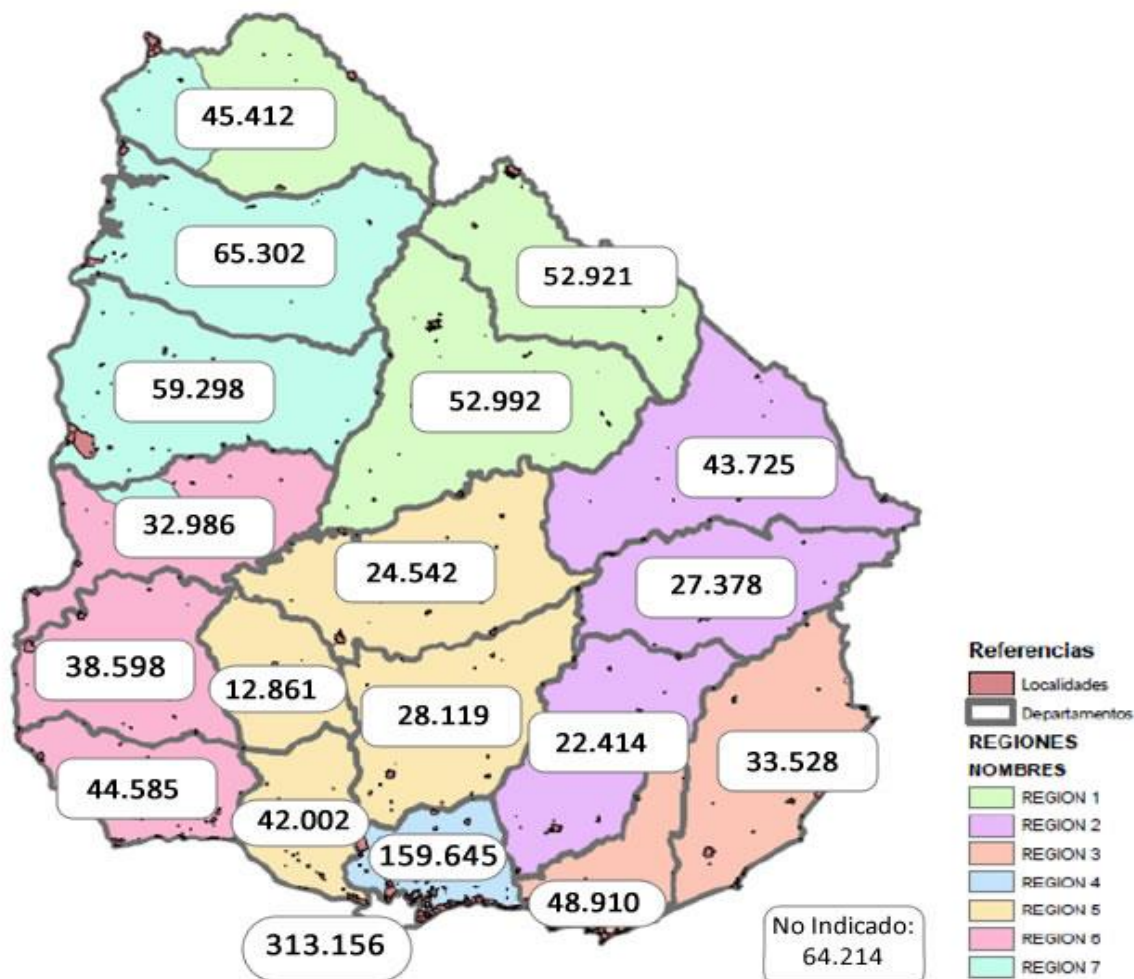 45.412
65.302
52.921
59.298
52.992
43.725
32.986
24.542
27.378
38.598
12.861
28.119
22.414
33.528
44.585
42.002
159.645
48.910
313.156
No Indicado:
64.214
Referencias
Localidades
Departamentos
REGIONES
NOMBRES
REGION 1
REGION 2
REGION 3
REGION 4
REGION 5
REGION 6
REGION 7